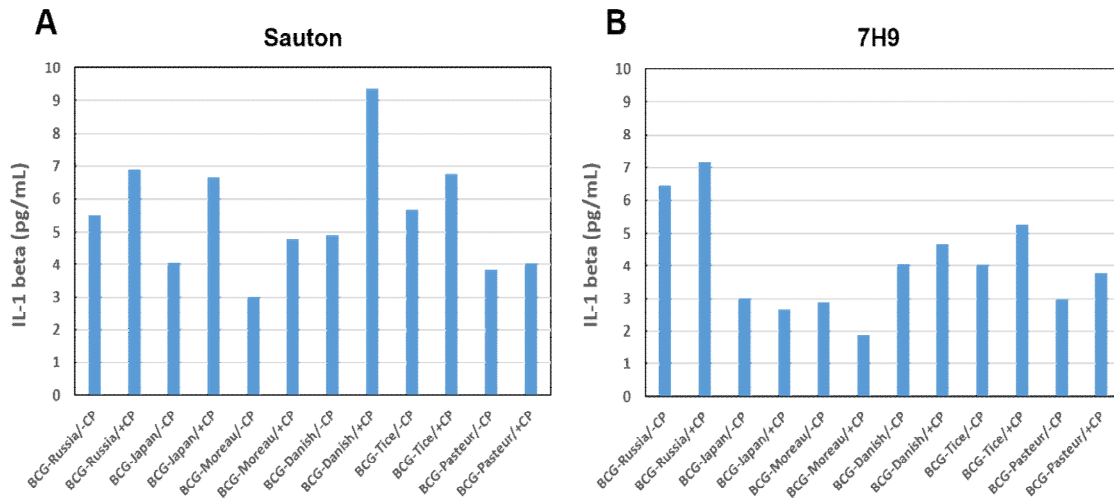 A
Sauton
IL-1 beta (pg/mL)
10
9
8
7
6
5
4
3
2
1
0
BCG-Russia/-CP
BCG-Russia/+CP
BCG-Japan/-CP
BCG-Japan/+CP
BCG-Moreau/-CP
BCG-Moreau/+CP
BCG-Danish/-CP
BCG-Danish/+CP
BCG-Tice/-CP
BCG-Tice/+CP
BCG-Pasteur/-CP
BCG-Pasteur/+CP
B
7H9
IL-1 beta (pg/mL)
10
9
8
7
6
5
4
3
2
1
0
BCG-Russia/-CP
BCG-Russia/+CP
BCG-Japan/-CP
BCG-Japan/+CP
BCG-Moreau/-CP
BCG-Moreau/+CP
BCG-Danish/-CP
BCG-Danish/+CP
BCG-Tice/-CP
BCG-Tice/+CP
BCG-Pasteur/-CP
BCG-Pasteur/+CP